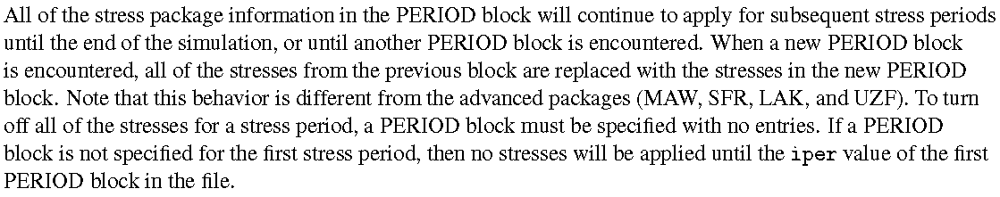 All of the stress package information in the PERIOD block will continue to apply for subsequent stress periods
until the end of the simulation, or until another PERIOD block is encountered. When a new PERIOD block
is encountered, all of the stresses from the previous block are replaced with the stresses in the new PERIOD
block. Note that this behavior is different from the advanced packages (MAW, SFR, LAK, and UZF). To turn
off all of the stresses for a stress period, a PERIOD block must be specified with no entries. If a PERIOD
block is not specified for the first stress period, then no stresses will be applied until the iper value of the first
PERIOD block in the file.